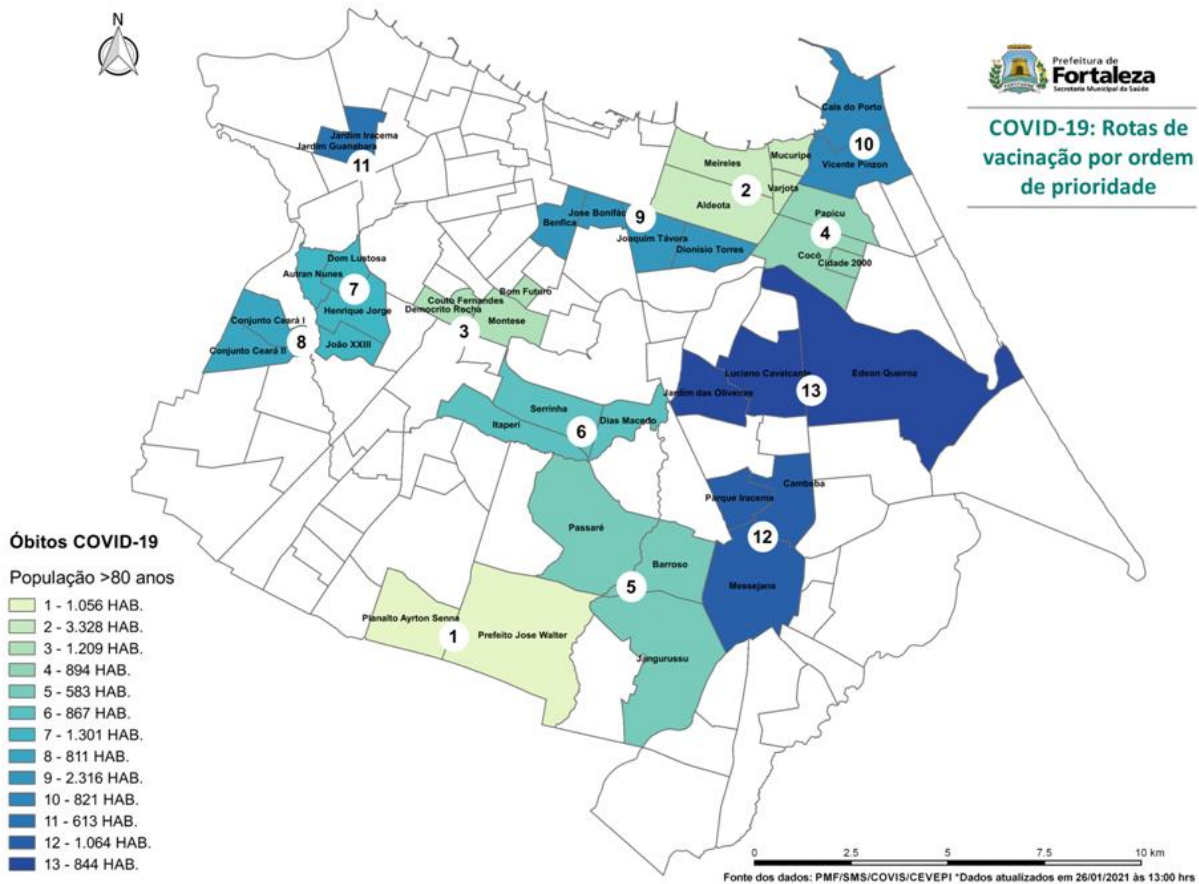 N
Prefeitura de
Fortaleza
Secretaria Municipal da Saúde
COVID-19: Rotas de
vacinação por ordem
de prioridade
Cais do Porto
10
Vicente Pinzon
Jardim Iracema
Jardim Guanabara
11
Meireles
Mucuripe
2
Varjota
Aldeota
Papicu
4
Cocó
Cidade 2000
Jose Bonifác
9
Benfica
Joaquim Távora
Dionísio Torres
Dom Lustosa
Autran Nunes
7
Henrique Jorge
João XXIII
Conjunto Ceará I
8
Conjunto Ceará II
Bom Futuro
Couto Fernandes
Democrito Rocha
Montese
3
Luciano Cavalcante
Edson Queiroz
Jardim das Oliveiras
13
Serrinha
Dias Macedo
Itaperi
6
Cambeba
Parque Iracema
12
Messejana
Passaré
Barroso
5
Jangurussu
Planalto Ayrton Senna
1
Prefeito Jose Walter
Óbitos COVID-19
População >80 anos
1 - 1.056 HAB.
2 - 3.328 HAB.
3 - 1.209 HAB.
4 - 894 HAB.
5 - 583 HAB.
6 - 867 HAB.
7 - 1.301 HAB.
8 - 811 HAB.
9 - 2.316 HAB.
10 - 821 HAB.
11 - 613 HAB.
12 - 1.064 HAB.
13 - 844 HAB.
0 2.5 5 7.5 10 km
Fonte dos dados: PMF/SMS/COVIS/CEVEPI *Dados atualizados em 26/01/2021 às 13:00 hrs